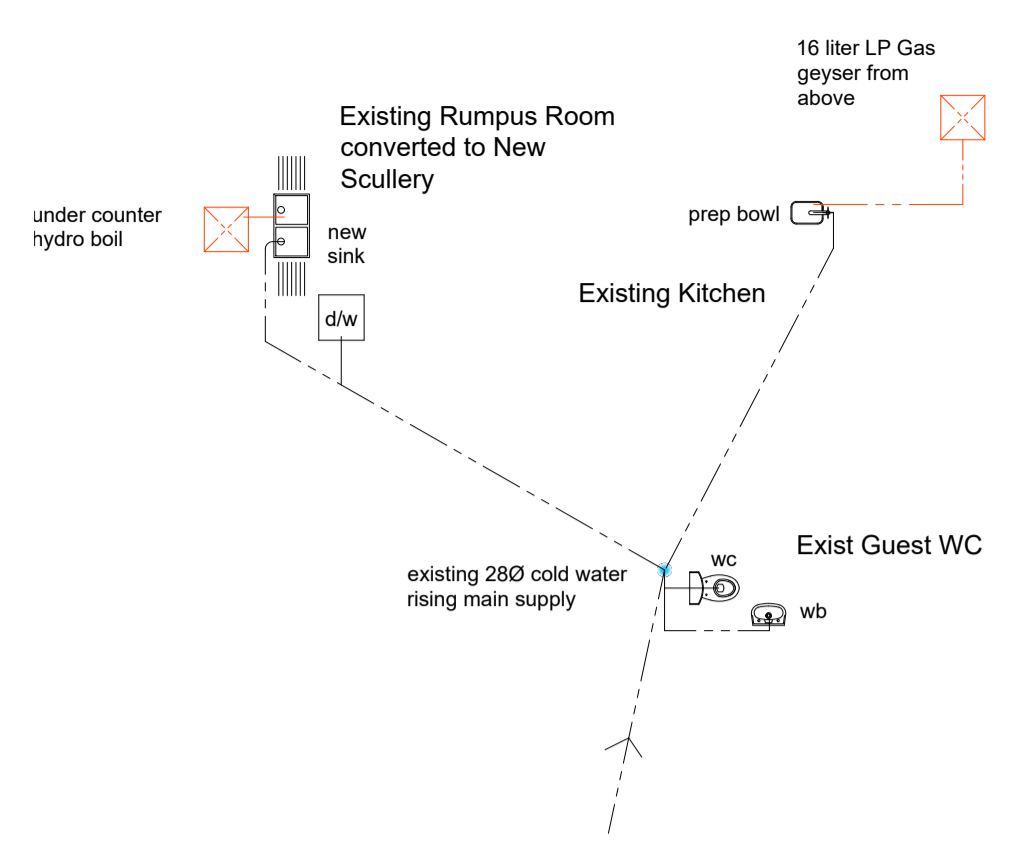 16 liter LP Gas
geyser from
above
Existing Rumpus Room
converted to New
Scullery
under counter
hydro boil
new
sink
prep bowl
Existing Kitchen
d/w
Exist Guest WC
wc
existing 28Ø cold water
rising main supply
wb